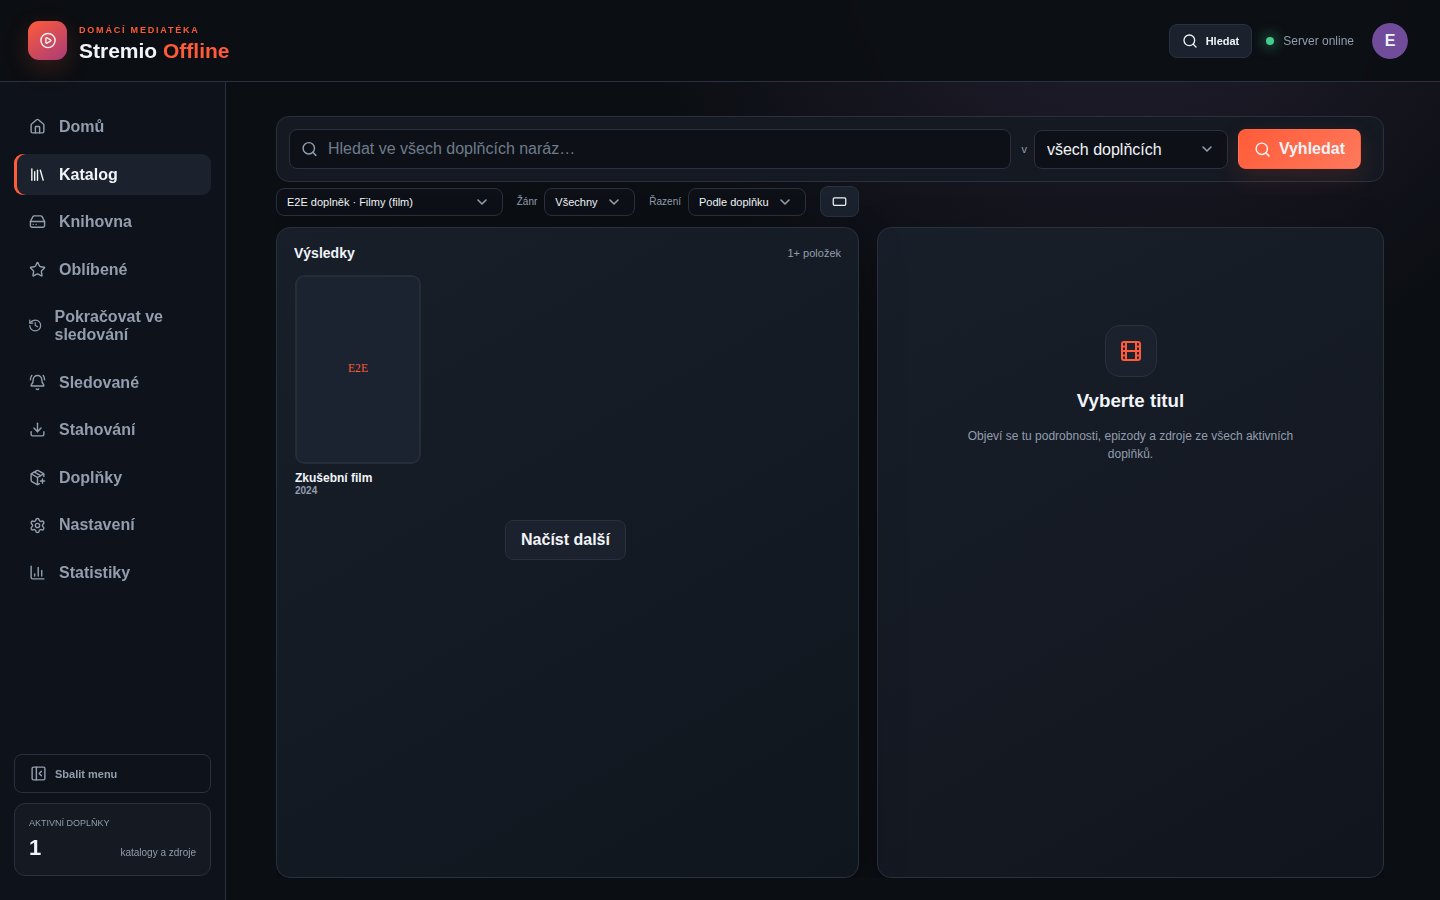 DOMÁCÍ MEDIATÉKA
Stremio Offline
Hledat
Server online
E
Domů
Katalog
Knihovna
Oblíbené
Pokračovat ve
sledování
Sledované
Stahování
Doplňky
Nastavení
Statistiky
Sbalit menu
AKTIVNÍ DOPLŇKY
1
katalogy a zdroje
Hledat ve všech doplňcích naráz…
v
všech doplňcích
Vyhledat
E2E doplněk · Filmy (film)
Žánr
Všechny
Řazení
Podle doplňku
Výsledky
1+ položek
E2E
Zkušební film
2024
Načíst další
Vyberte titul
Objeví se tu podrobnosti, epizody a zdroje ze všech aktivních
doplňků.